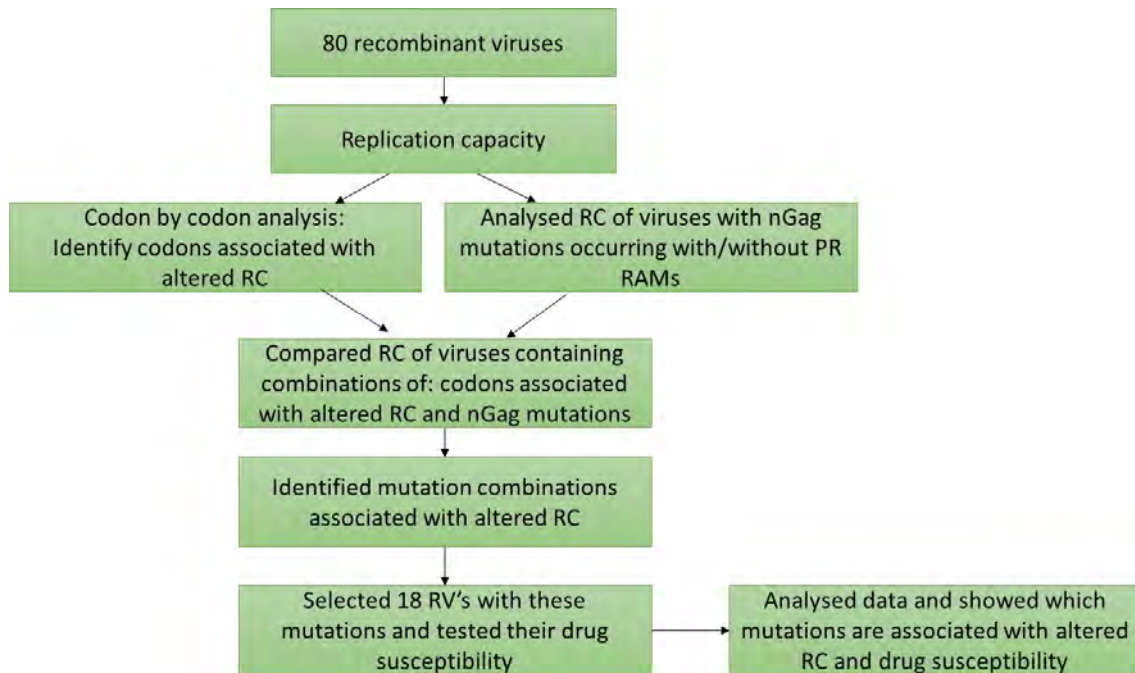 80 recombinant viruses
Replication capacity
Codon by codon analysis:
Identify codons associated with
altered RC
Analysed RC of viruses with nGag
mutations occurring with/without PR
RAMs
Compared RC of viruses containing
combinations of: codons associated
with altered RC and nGag mutations
Identified mutation combinations
associated with altered RC
Selected 18 RV's with these
mutations and tested their drug
susceptibility
Analysed data and showed which
mutations are associated with altered
RC and drug susceptibility